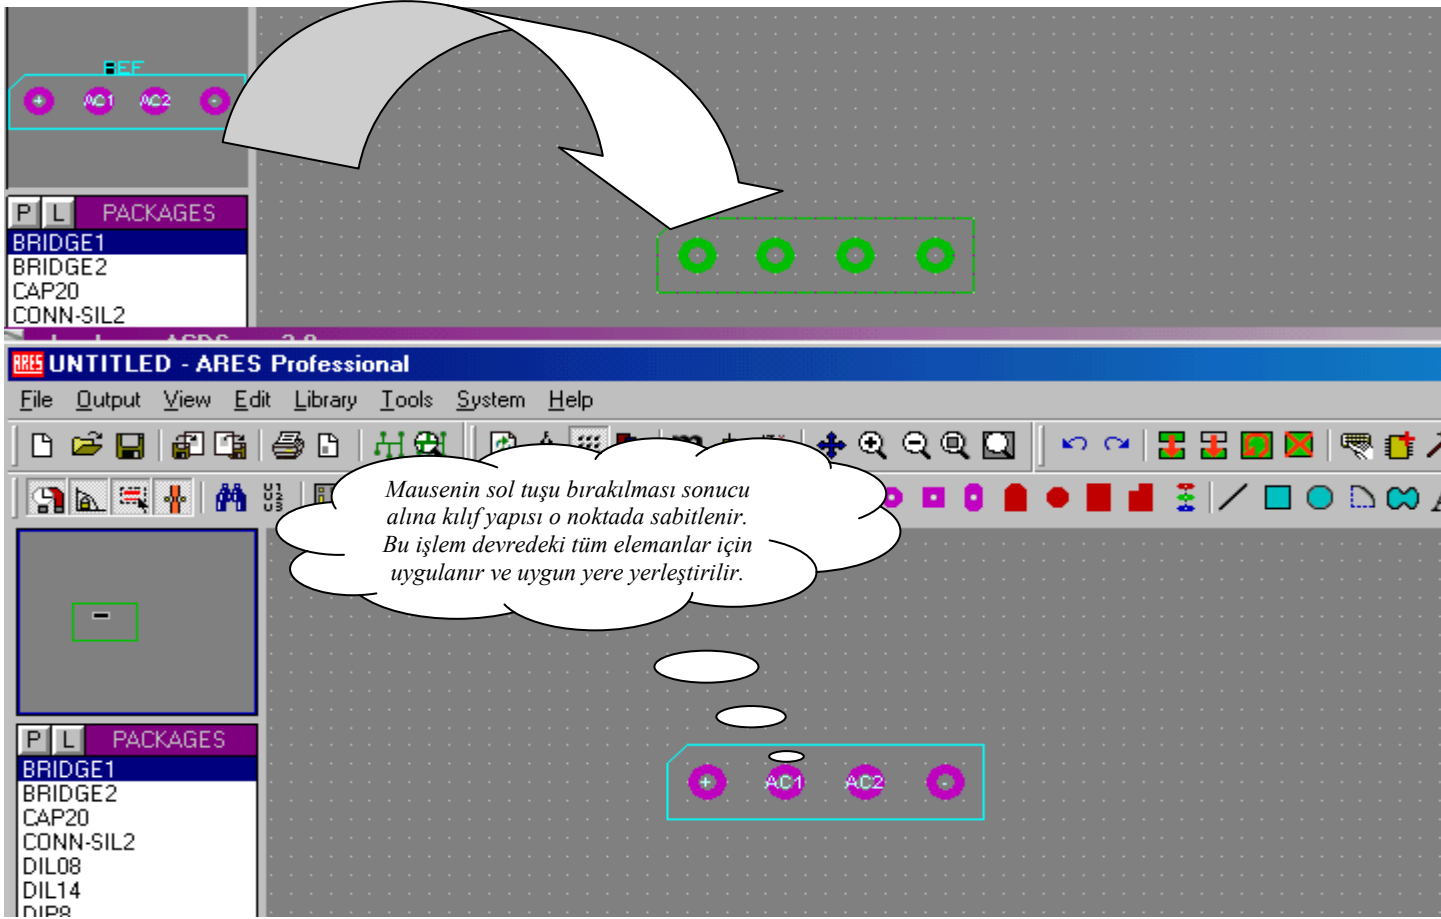 REF
+ AC1 AC2 -
P L PACKAGES
BRIDGE1
BRIDGE2
CAP20
CONN-SIL2
ARES UNTITLED - ARES Professional
File Output View Edit Library Tools System Help
Mausenin sol tuşu bırakılması sonucu
alına kılıf yapısı o noktada sabitlenir.
Bu işlem devredeki tüm elemanlar için
uygulanır ve uygun yere yerleştirilir.
P L PACKAGES
BRIDGE1
BRIDGE2
CAP20
CONN-SIL2
DIL08
DIL14
DIP8
+ AC1 AC2 -